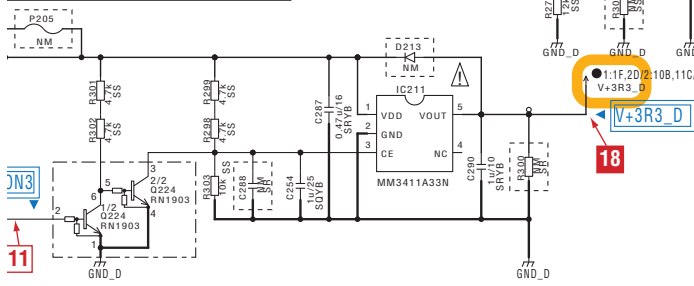 P205
NM
R301
4.7k
SS
R302
4.7k
SS
R299
4.7k
SS
R298
4.7k
SS
C287
0.47u/16
SRYB
D213
NM
IC211
1
VDD
VOUT
5
2
GND
3
CE
NC
4
MM3411A33N
R303
10k
SS
C288
NM
SR
C254
1u/25
SQYB
C290
1u/10
SRYB
R300
NM
SR
GND_D
GND_D
GND_D
GND_D
1:1F,2D/2:10B,11C
V+3R3_D
V+3R3_D
18
ON3
11
2
6
1/2
Q224
RN1903
1
5
3
2/2
Q224
RN1903
4
GND_D